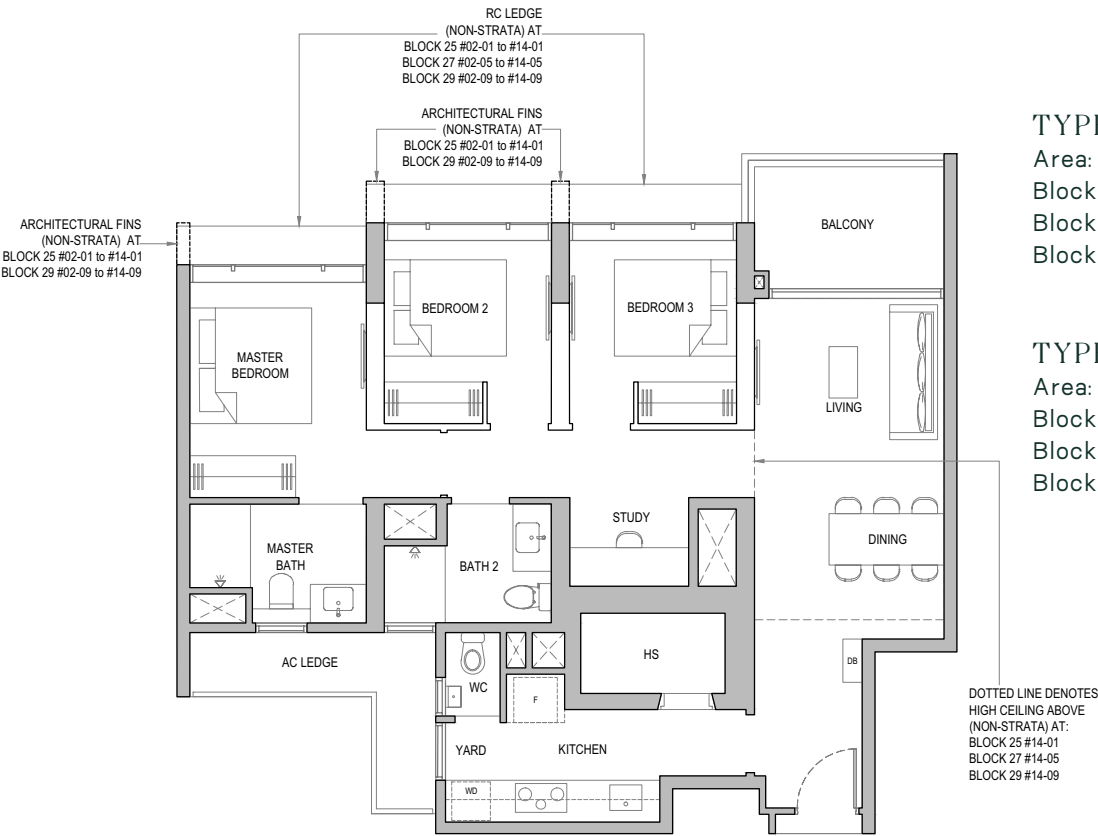 RC LEDGE
(NON-STRATA) AT
BLOCK 25 #02-01 to #14-01
BLOCK 27 #02-05 to #14-05
BLOCK 29 #02-09 to #14-09
ARCHITECTURAL FINS
(NON-STRATA) AT
BLOCK 25 #02-01 to #14-01
BLOCK 29 #02-09 to #14-09
ARCHITECTURAL FINS
(NON-STRATA) AT
BLOCK 25 #02-01 to #14-01
BLOCK 29 #02-09 to #14-09
BALCONY
BEDROOM 2
BEDROOM 3
MASTER
BEDROOM
LIVING
STUDY
DINING
MASTER
BATH
BATH 2
HS
AC LEDGE
WC
F
DB
YARD
KITCHEN
WD
DOTTED LINE DENOTES
HIGH CEILING ABOVE
(NON-STRATA) AT:
BLOCK 25 #14-01
BLOCK 27 #14-05
BLOCK 29 #14-09
Area:
Block
Block
Block
Area:
Block
Block
Block